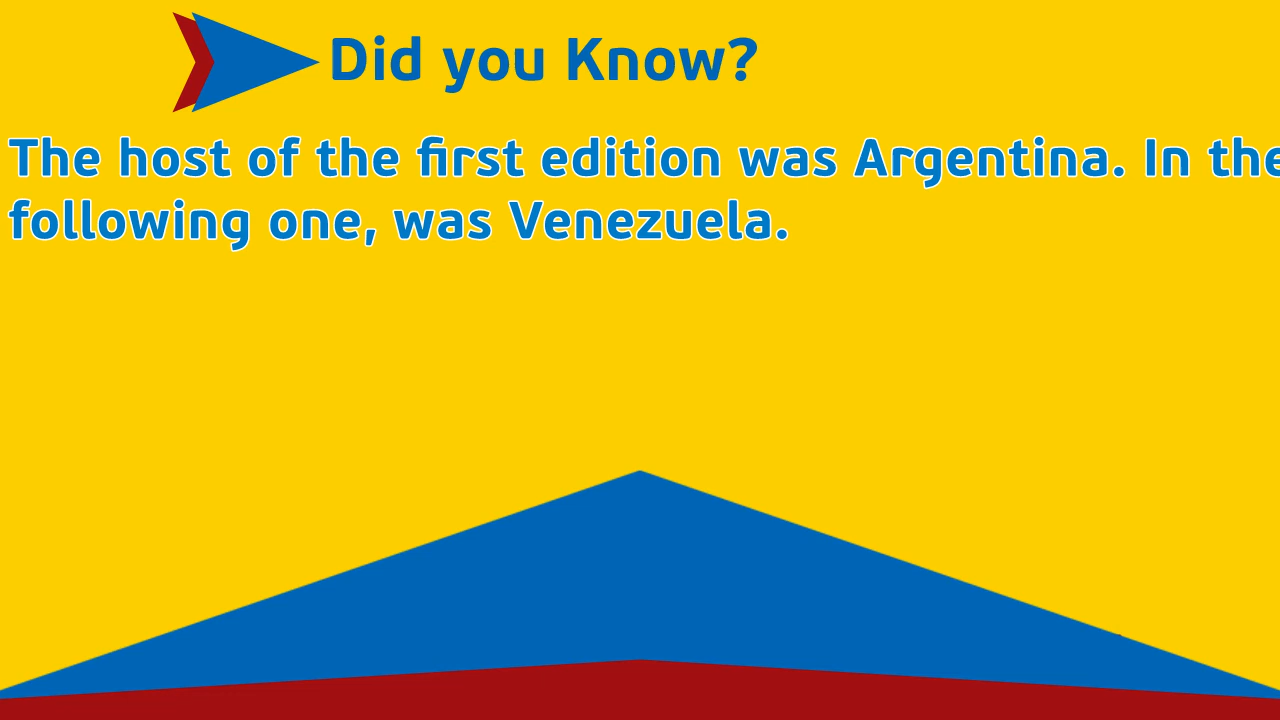 Did you Know?
The host of the first edition was Argentina. In the
following one, was Venezuela.